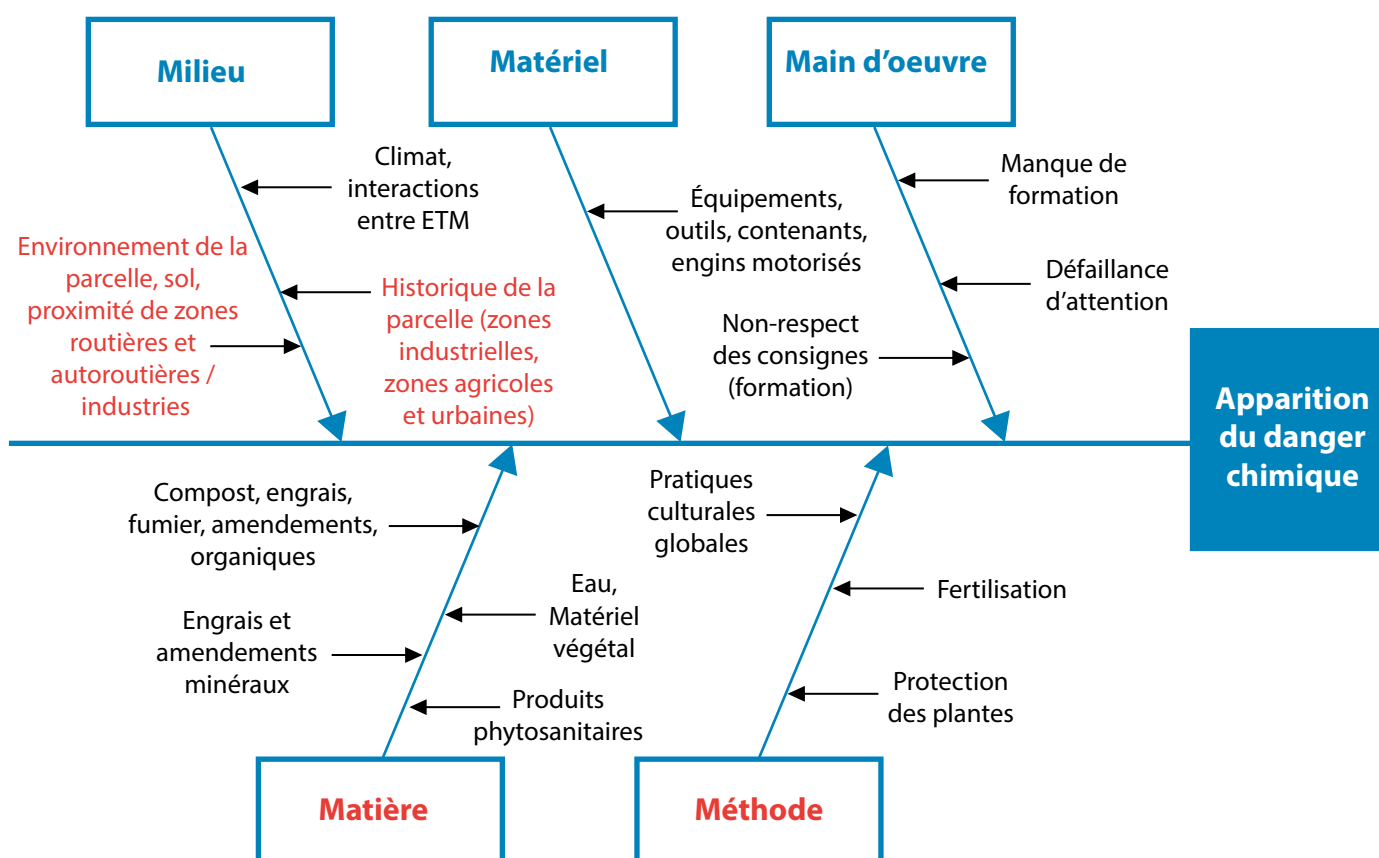 Milieu
Matériel
Main d'oeuvre
Climat,
interactions
entre ETM
Environnement de la
parcelle, sol,
proximité de zones
routières et
autoroutières /
industries
Historique de la
parcelle (zones
industrielles,
zones agricoles
et urbaines)
Équipements,
outils, contenants,
engins motorisés
Manque de
formation
Défaillance
d'attention
Non-respect
des consignes
(formation)
Apparition
du danger
chimique
Compost, engrais,
fumier, amendements,
organiques
Eau,
Matériel
végétal
Engrais et
amendements
minéraux
Produits
phytosanitaires
Pratiques
culturales
globales
Fertilisation
Protection
des plantes
Matière
Méthode